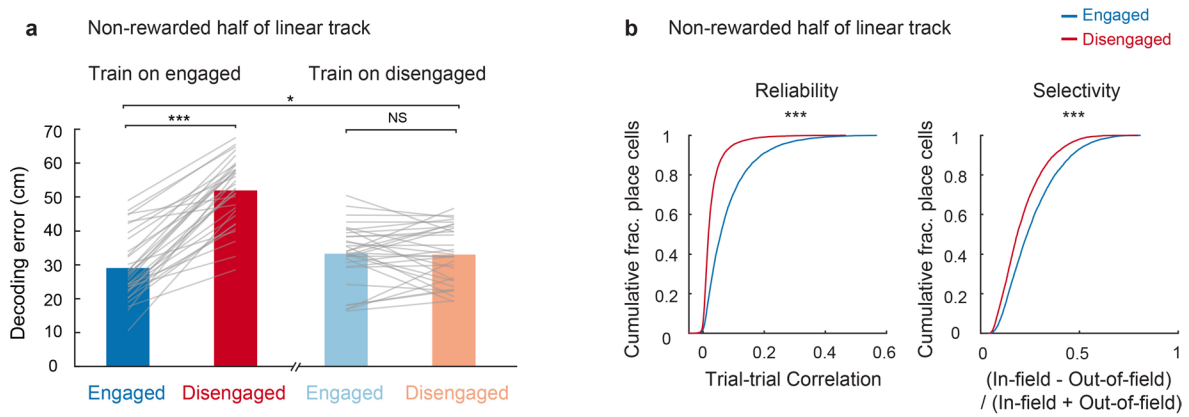 a Non-rewarded half of linear track
Train on engaged
Train on disengaged
*
***
NS
Decoding error (cm)
70
60
50
40
30
20
10
0
Engaged
Disengaged
Engaged
Disengaged
b Non-rewarded half of linear track
Engaged
Disengaged
Reliability
***
Cumulative frac. place cells
1
0.8
0.6
0.4
0.2
0
0.2
0.4
0.6
Trial-trial Correlation
Selectivity
***
Cumulative frac. place cells
1
0.8
0.6
0.4
0.2
0
0.5
1
(In-field - Out-of-field)
/ (In-field + Out-of-field)